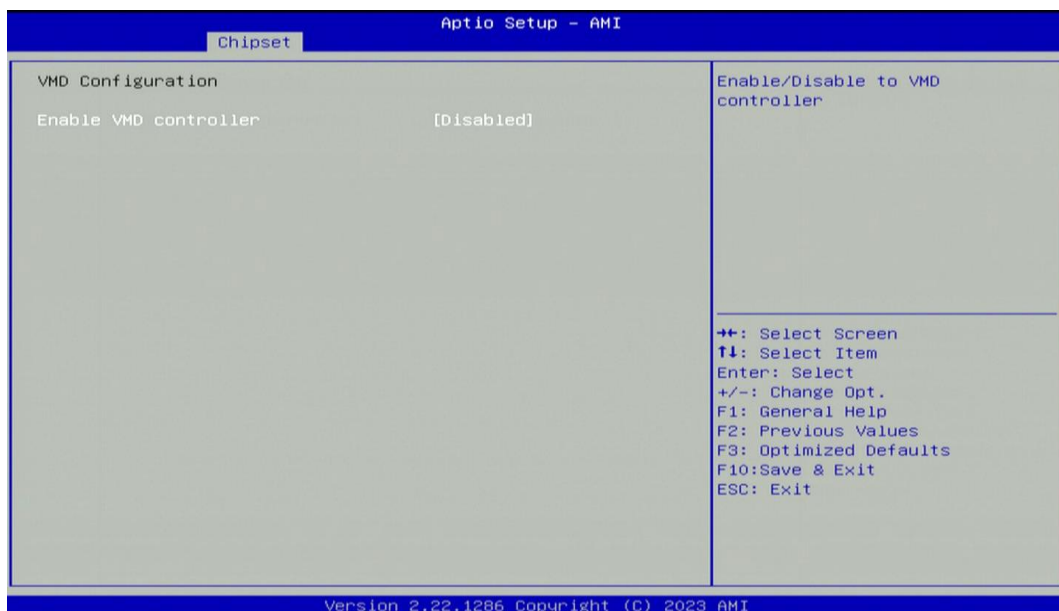 Aptio Setup – AMI
Chipset
VMD Configuration
Enable VMD controller [Disabled]
Enable/Disable to VMD
controller
→←: Select Screen
↑↓: Select Item
Enter: Select
+/-: Change Opt.
F1: General Help
F2: Previous Values
F3: Optimized Defaults
F10:Save & Exit
ESC: Exit
Version 2.22.1286 Copyright (C) 2023 AMI